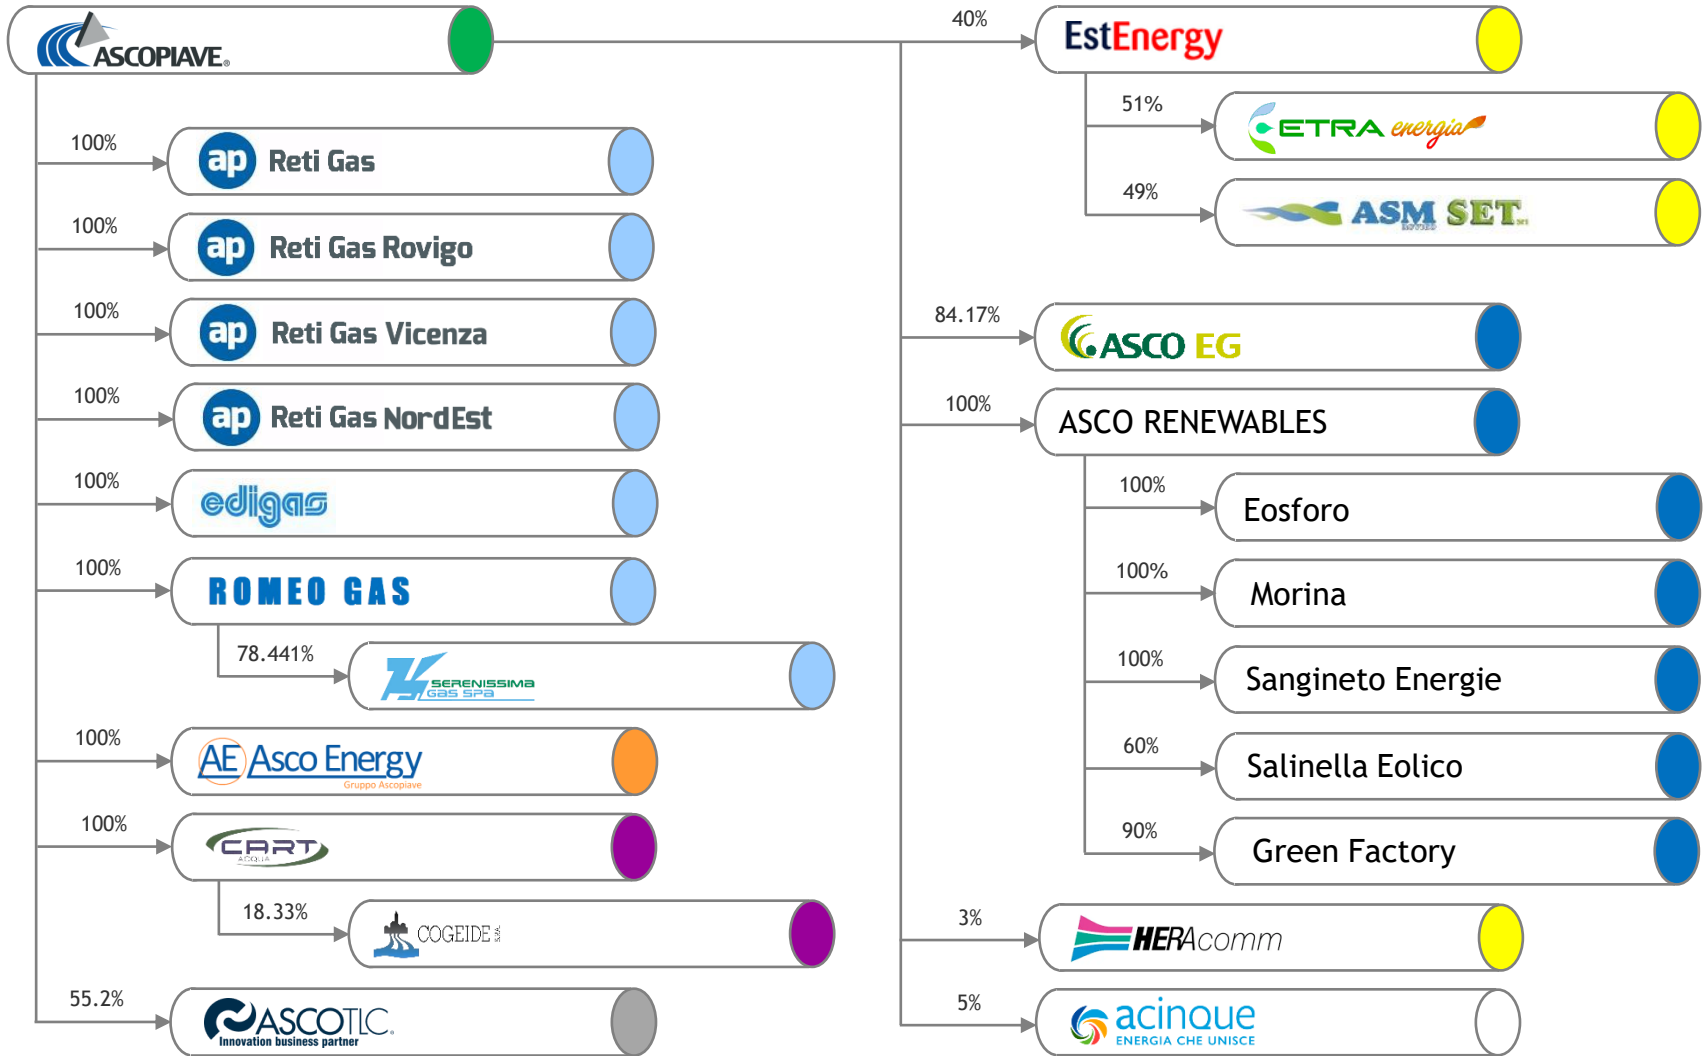 ASCOPIAVE®
100%
ap Reti Gas
100%
ap Reti Gas Rovigo
100%
ap Reti Gas Vicenza
100%
ap Reti Gas NordEst
100%
edigas
100%
ROMEO GAS
78.441%
SERENISSIMA
GAS SPA
100%
AE Asco Energy
Gruppo Ascopiave
100%
CART
ACQUA
18.33%
COGEIDE S.P.A.
55.2%
ASCOTLC®
Innovation business partner
40%
EstEnergy
51%
ETRA energia
49%
ASM SET
ROVIGO
84.17%
ASCO EG
100%
ASCO RENEWABLES
100%
Eosforo
100%
Morina
100%
Sangineto Energie
60%
Salinella Eolico
90%
Green Factory
3%
HERAcomm
5%
acinque
ENERGIA CHE UNISCE